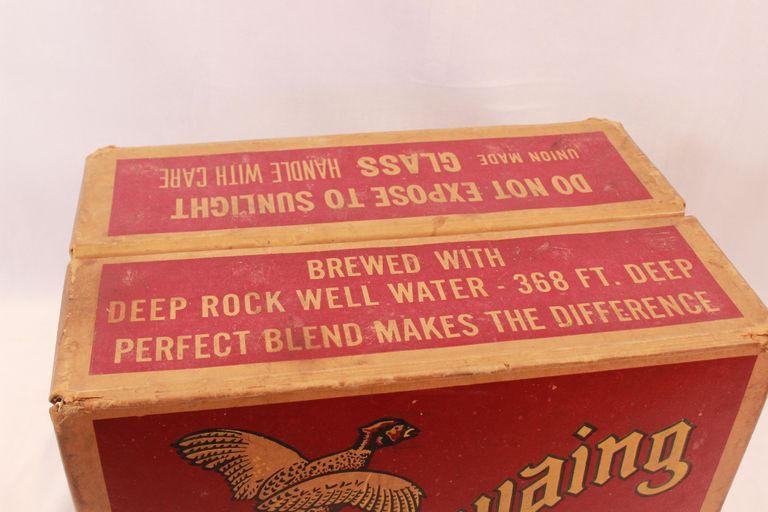 UNION MADE GLASS HANDLE WITH CARE
DO NOT EXPOSE TO SUNLIGHT
BREWED WITH
DEEP ROCK WELL WATER - 368 FT. DEEP
PERFECT BLEND MAKES THE DIFFERENCE